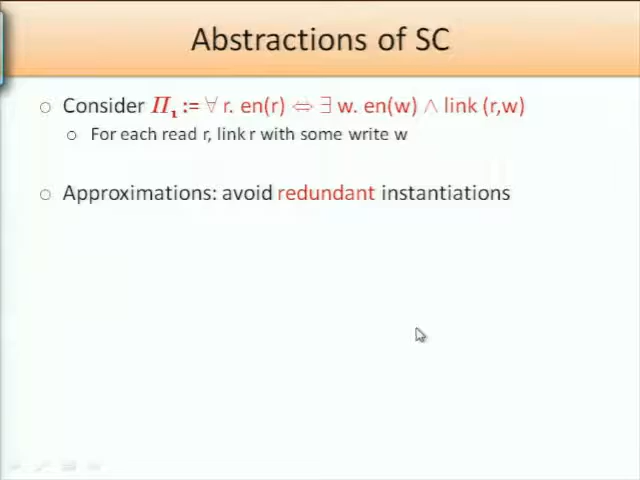 Abstractions of SC
Consider Π₁ := ∀ r. en(r) ⇔ ∃ w. en(w) ∧ link (r,w)
For each read r, link r with some write w
Approximations: avoid redundant instantiations